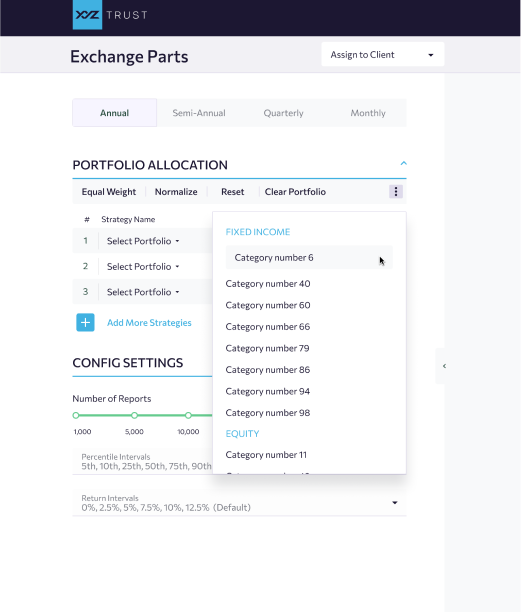 XYZ TRUST
Exchange Parts
Assign to Client
Annual
Semi-Annual
Quarterly
Monthly
PORTFOLIO ALLOCATION
Equal Weight
Normalize
Reset
Clear Portfolio
# Strategy Name
1 Select Portfolio
2 Select Portfolio
3 Select Portfolio
+ Add More Strategies
FIXED INCOME
Category number 6
Category number 40
Category number 60
Category number 66
Category number 79
Category number 86
Category number 94
Category number 98
EQUITY
Category number 11
CONFIG SETTINGS
Number of Reports
1,000 5,000 10,000
Percentile Intervals
5th, 10th, 25th, 50th, 75th, 90th
Return Intervals
0%, 2.5%, 5%, 7.5%, 10%, 12.5% (Default)